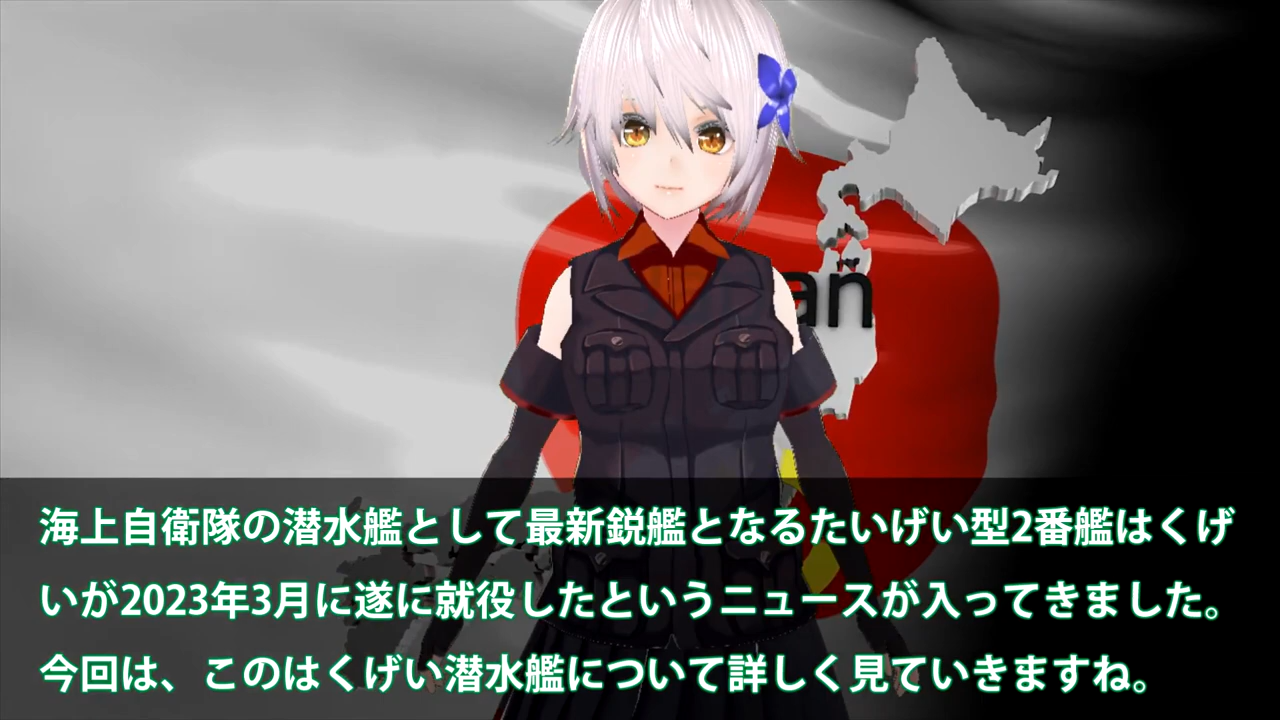 an
海上自衛隊の潜水艦として最新鋭艦となるたいげい型2番艦はくげ
いが2023年3月に遂に就役したというニュースが入ってきました。
今回は、このはくげい潜水艦について詳しく見ていきますね。